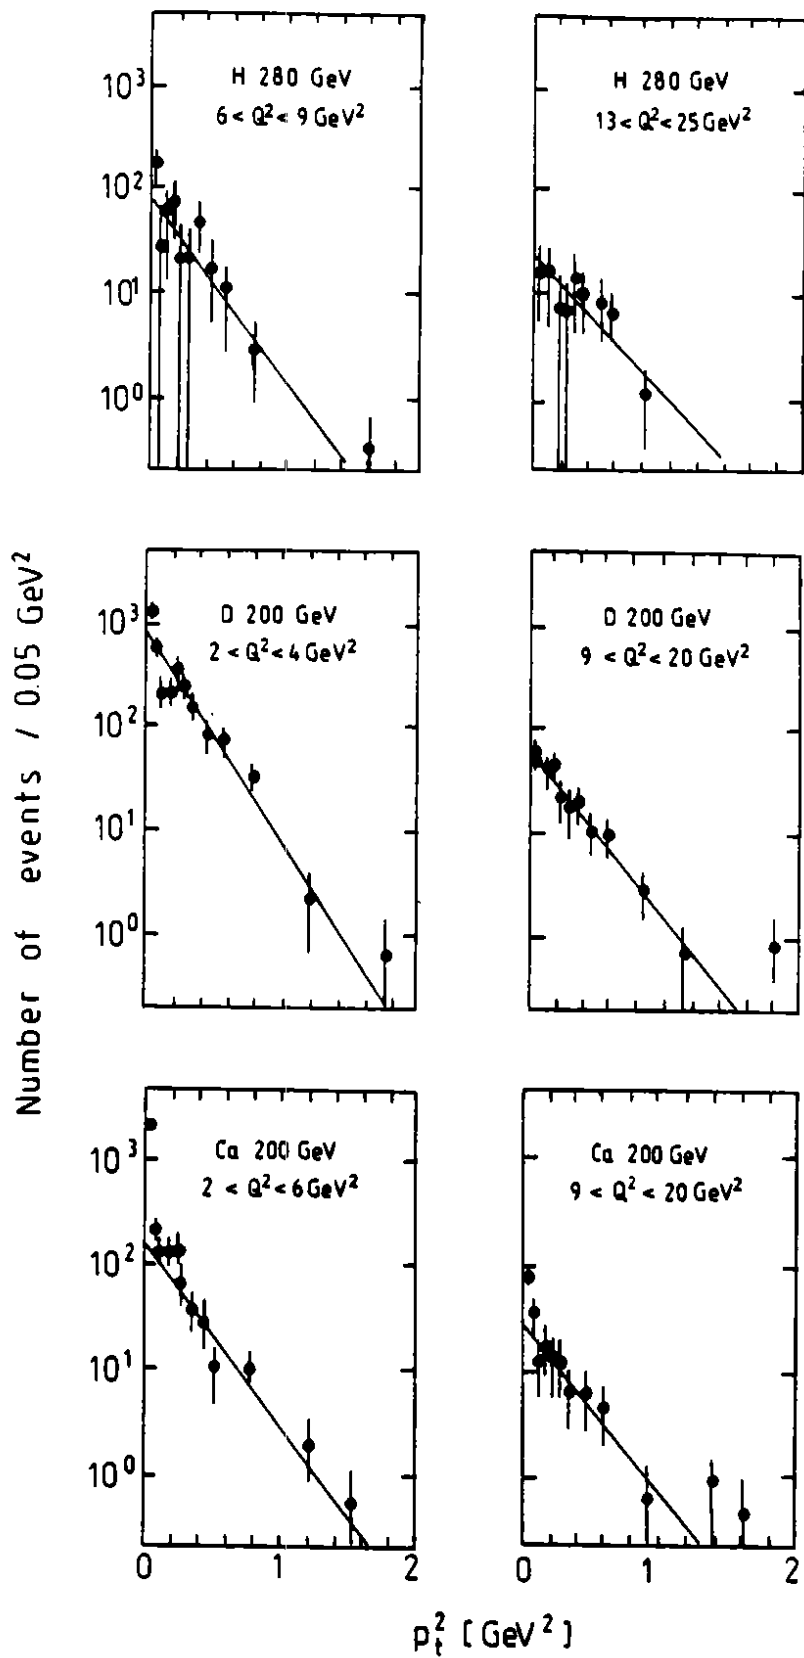 H 280 GeV
6 < Q² < 9 GeV²
10³
10²
10¹
10⁰
H 280 GeV
13 < Q² < 25 GeV²
Number of events / 0.05 GeV²
D 200 GeV
2 < Q² < 4 GeV²
10³
10²
10¹
10⁰
D 200 GeV
9 < Q² < 20 GeV²
Ca 200 GeV
2 < Q² < 6 GeV²
10³
10²
10¹
10⁰
0 1 2
Ca 200 GeV
9 < Q² < 20 GeV²
0 1 2
p_t² [GeV²]